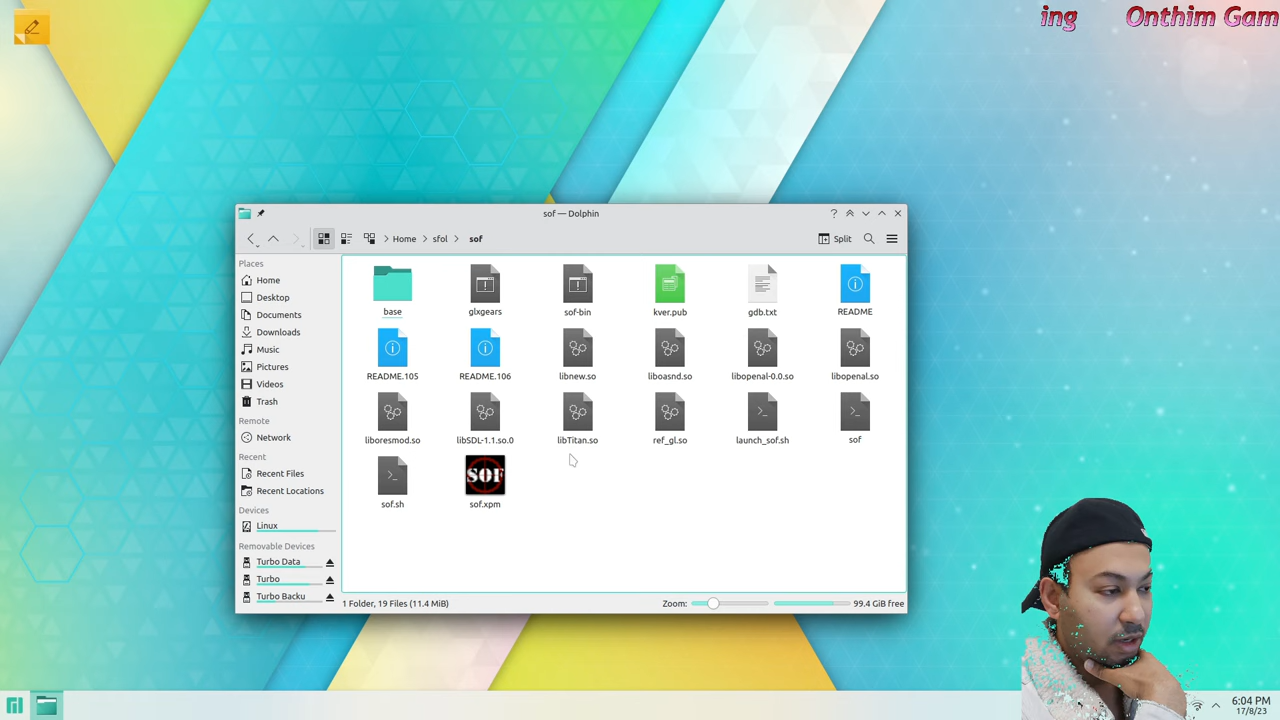 ing Onthim Gam
sof — Dolphin
Home sfol sof
Split
Places
Home
Desktop
Documents
Downloads
Music
Pictures
Videos
Trash
Remote
Network
Recent
Recent Files
Recent Locations
Devices
Linux
Removable Devices
Turbo Data
Turbo
Turbo Backu
base glxgears sof-bin kver.pub gdb.txt README
README.105 README.106 libnew.so liboasnd.so libopenal-0.0.so libopenal.so
liboresmod.so libSDL-1.1.so.0 libTitan.so ref_gl.so launch_sof.sh sof
SOF
sof.sh sof.xpm
1 Folder, 19 Files (11.4 MiB) Zoom: 99.4 GiB free
6:04 PM
17/8/23